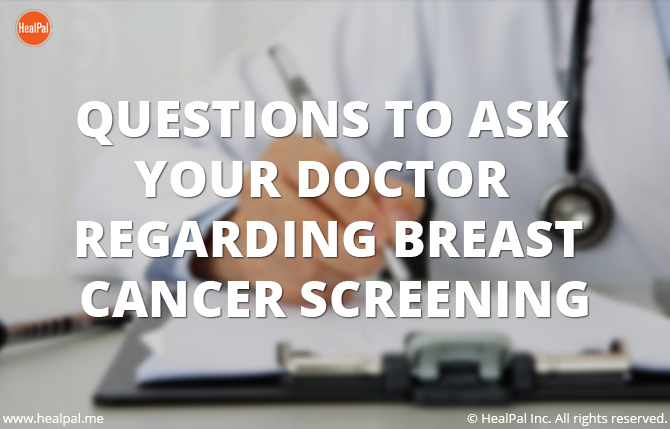 HealPal
QUESTIONS TO ASK
YOUR DOCTOR
REGARDING BREAST
CANCER SCREENING
www.healpal.me
© HealPal Inc. All rights reserved.